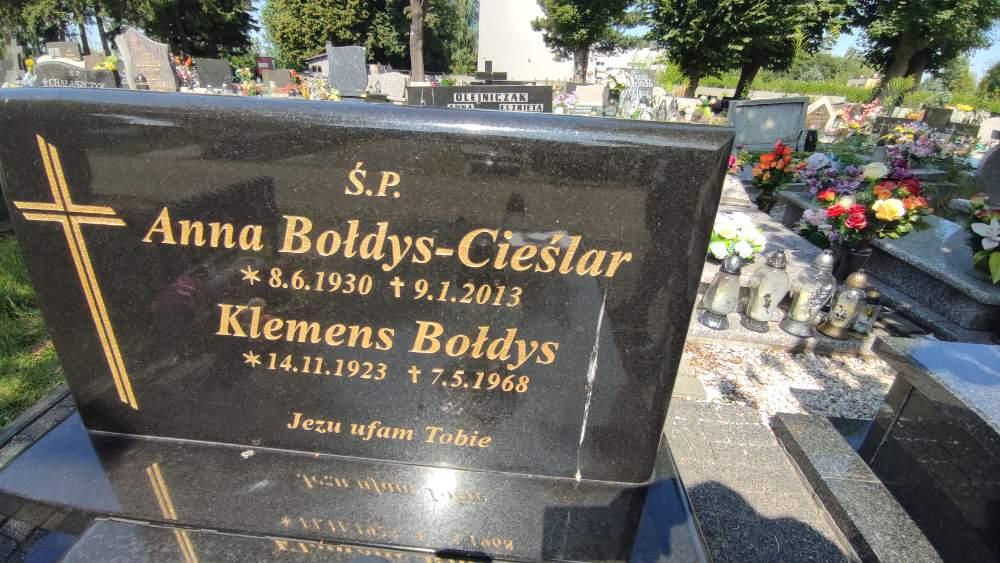 Ś.P.
Anna Bołdys-Cieślar
* 8.6.1930 ✝ 9.1.2013
Klemens Bołdys
* 14.11.1923 ✝ 7.5.1968
Jezu ufam Tobie
OLEJNICZAK
ANNA ELŻBIETA
Ś.P.